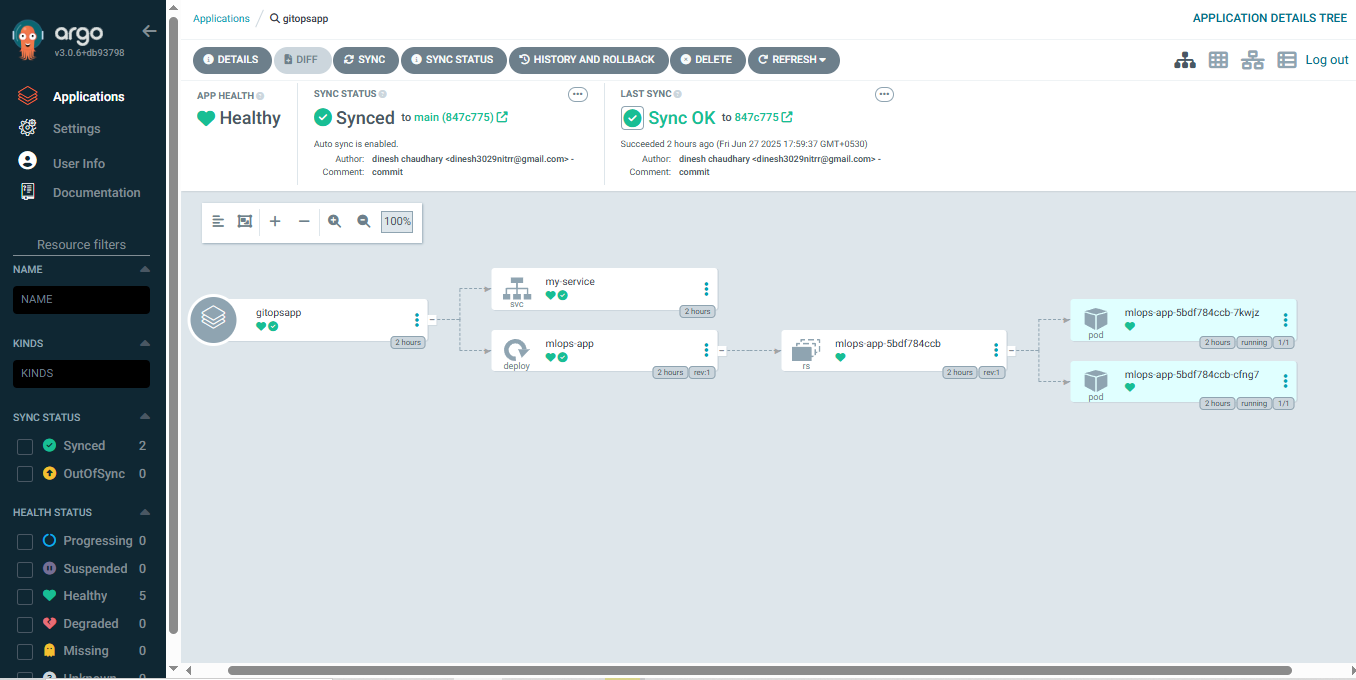 argo
v3.0.6+db93798
Applications
Settings
User Info
Documentation
Resource filters
NAME
NAME
KINDS
KINDS
SYNC STATUS
Synced 2
OutOfSync 0
HEALTH STATUS
Progressing 0
Suspended 0
Healthy 5
Degraded 0
Missing 0
Unknown 0
Applications / gitopsapp
APPLICATION DETAILS TREE
DETAILS DIFF SYNC SYNC STATUS HISTORY AND ROLLBACK DELETE REFRESH
Log out
APP HEALTH
Healthy
SYNC STATUS
Synced to main (847c775)
Auto sync is enabled.
Author: dinesh chaudhary <dinesh3029nitrr@gmail.com> -
Comment: commit
LAST SYNC
Sync OK to 847c775
Succeeded 2 hours ago (Fri Jun 27 2025 17:59:37 GMT+0530)
Author: dinesh chaudhary <dinesh3029nitrr@gmail.com> -
Comment: commit
100%
gitopsapp
2 hours
my-service
svc
2 hours
mlops-app
deploy
2 hours rev:1
mlops-app-5bdf784ccb
rs
2 hours rev:1
mlops-app-5bdf784ccb-7kwjz
pod
2 hours running 1/1
mlops-app-5bdf784ccb-cfng7
pod
2 hours running 1/1